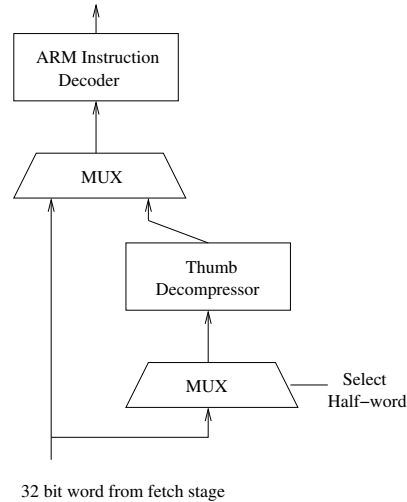 ARM Instruction
Decoder
MUX
Thumb
Decompressor
MUX
Select
Half−word
32 bit word from fetch stage